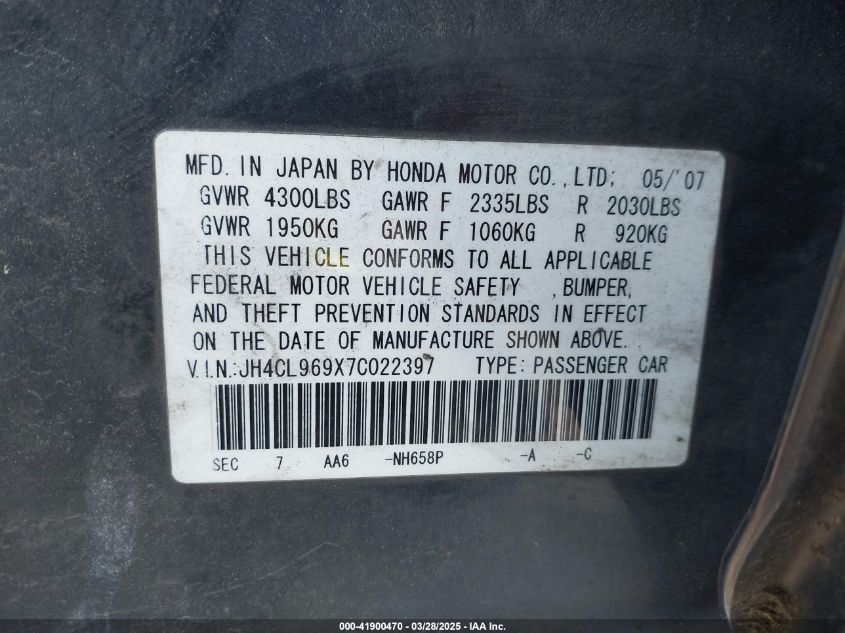 MFD. IN JAPAN BY HONDA MOTOR CO.,LTD; 05/'07
GVWR 4300LBS GAWR F 2335LBS R 2030LBS
GVWR 1950KG GAWR F 1060KG R 920KG
THIS VEHICLE CONFORMS TO ALL APPLICABLE
FEDERAL MOTOR VEHICLE SAFETY , BUMPER,
AND THEFT PREVENTION STANDARDS IN EFFECT
ON THE DATE OF MANUFACTURE SHOWN ABOVE.
V.I.N.:JH4CL969X7C022397 TYPE: PASSENGER CAR
SEC 7 AA6 -NH658P -A -C
000-41900470 - 03/28/2025 - IAA Inc.